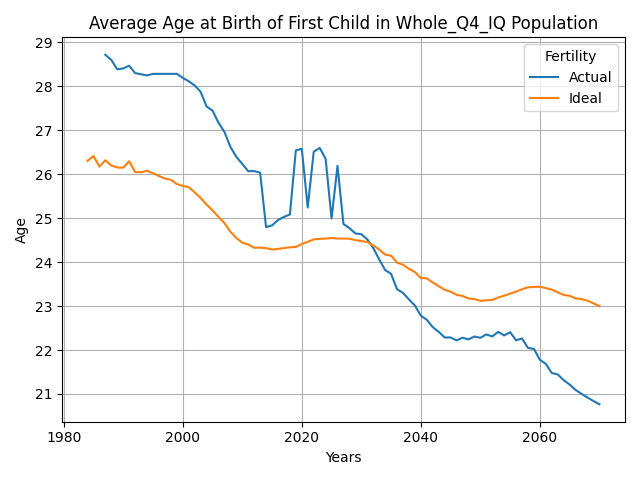 Average Age at Birth of First Child in Whole_Q4_IQ Population
Fertility
Actual
Ideal
Age
29
28
27
26
25
24
23
22
21
1980
2000
2020
2040
2060
Years